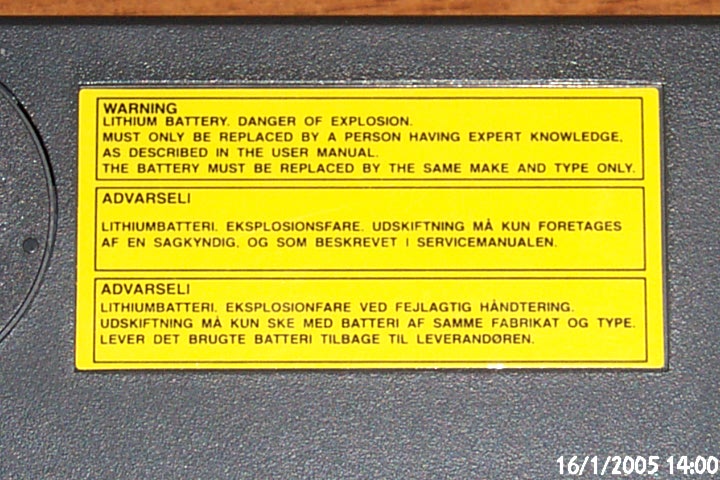 WARNING
LITHIUM BATTERY. DANGER OF EXPLOSION.
MUST ONLY BE REPLACED BY A PERSON HAVING EXPERT KNOWLEDGE,
AS DESCRIBED IN THE USER MANUAL.
THE BATTERY MUST BE REPLACED BY THE SAME MAKE AND TYPE ONLY.
ADVARSELI
LITHIUMBATTERI. EKSPLOSIONSFARE. UDSKIFTNING MÅ KUN FORETAGES
AF EN SAGKYNDIG, OG SOM BESKREVET I SERVICEMANUALEN.
ADVARSELI
LITHIUMBATTERI. EKSPLOSIONFARE VED FEJLAGTIG HÅNDTERING.
UDSKIFTNING MÅ KUN SKE MED BATTERI AF SAMME FABRIKAT OG TYPE.
LEVER DET BRUGTE BATTERI TILBAGE TIL LEVERANDØREN.
16/1/2005 14:00